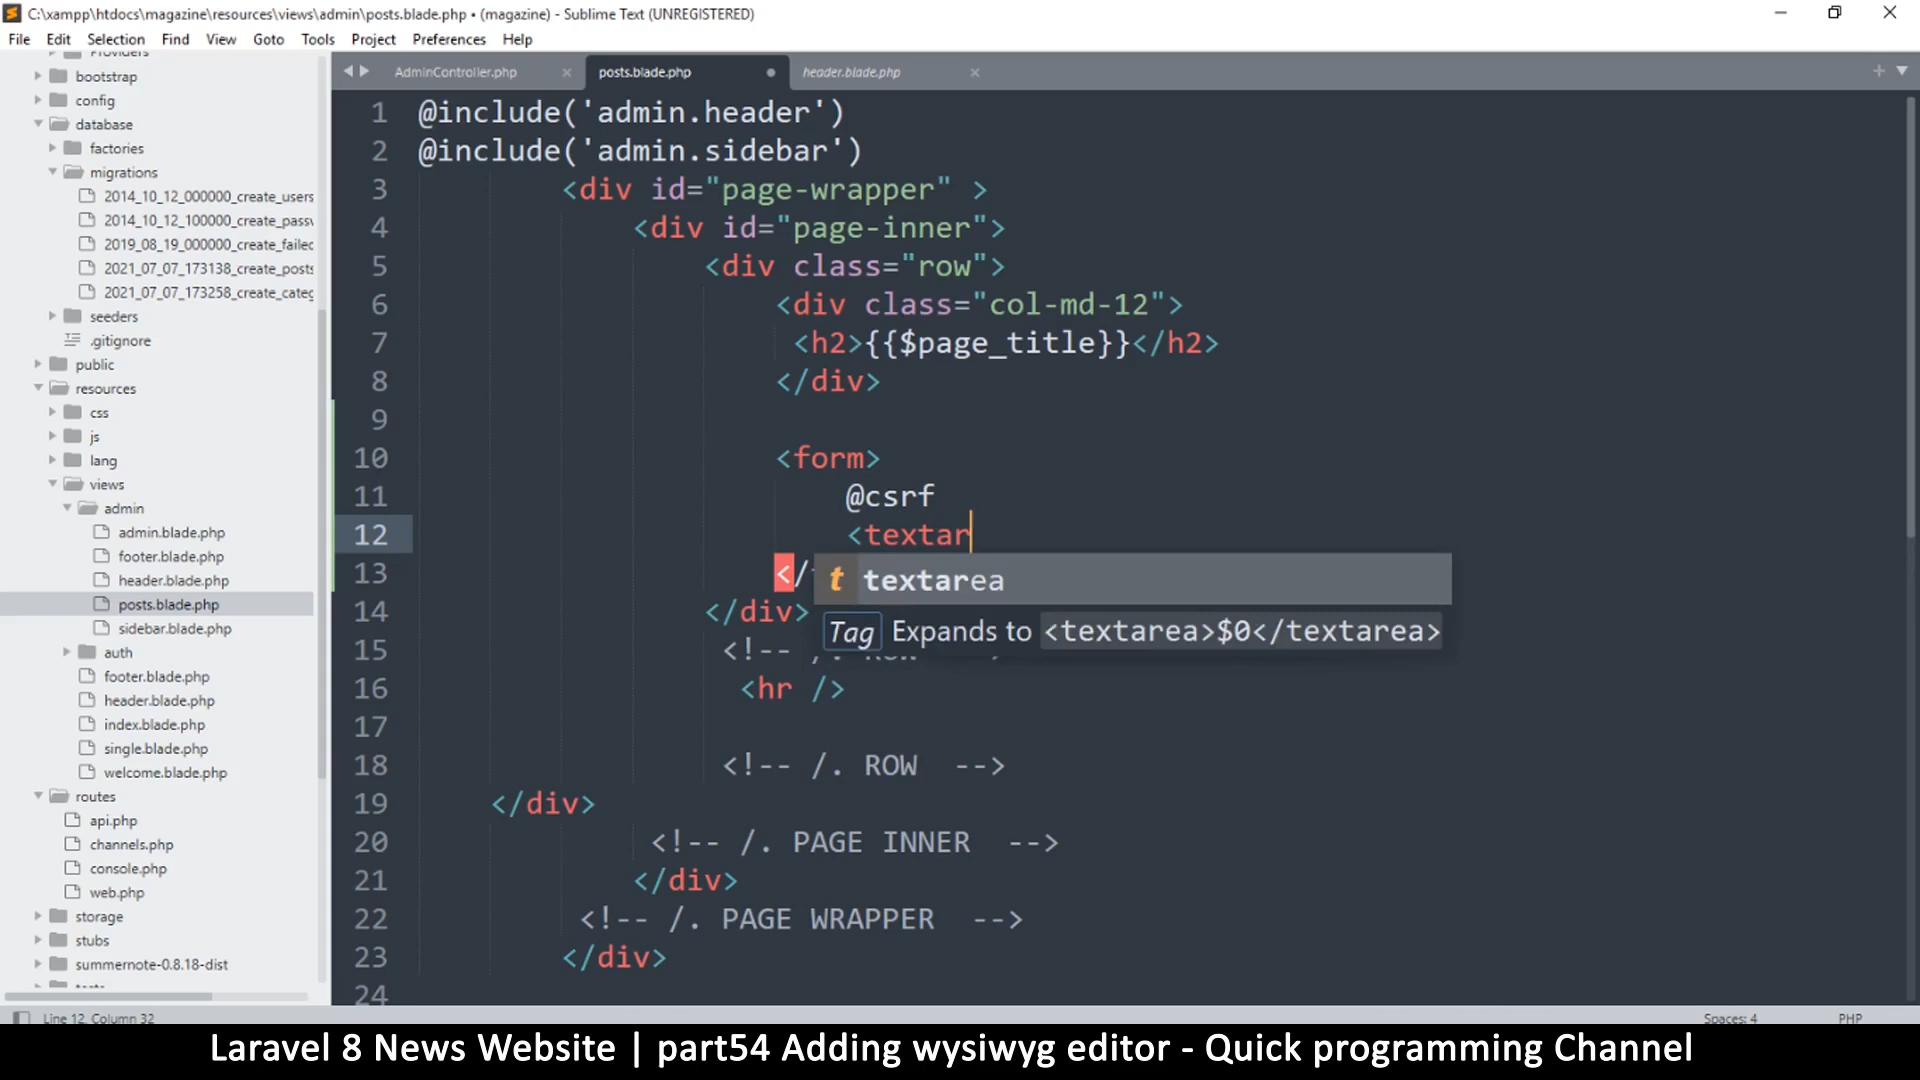 C:\xampp\htdocs\magazine\resources\views\admin\posts.blade.php • (magazine) - Sublime Text (UNREGISTERED)
File Edit Selection Find View Goto Tools Project Preferences Help
Providers
bootstrap
config
database
factories
migrations
2014_10_12_000000_create_users
2014_10_12_100000_create_passw
2019_08_19_000000_create_failed
2021_07_07_173138_create_posts
2021_07_07_173258_create_categ
seeders
.gitignore
public
resources
css
js
lang
views
admin
admin.blade.php
footer.blade.php
header.blade.php
posts.blade.php
sidebar.blade.php
auth
footer.blade.php
header.blade.php
index.blade.php
single.blade.php
welcome.blade.php
routes
api.php
channels.php
console.php
web.php
storage
stubs
summernote-0.8.18-dist
AdminController.php posts.blade.php header.blade.php
1 @include('admin.header')
2 @include('admin.sidebar')
3 <div id="page-wrapper" >
4 <div id="page-inner">
5 <div class="row">
6 <div class="col-md-12">
7 <h2>{{$page_title}}</h2>
8 </div>
9
10 <form>
11 @csrf
12 <textar
13 </
t textarea
14 </div>
Tag Expands to <textarea>$0</textarea>
15 <!-- /. ROW -->
16 <hr />
17
18 <!-- /. ROW -->
19 </div>
20 <!-- /. PAGE INNER -->
21 </div>
22 <!-- /. PAGE WRAPPER -->
23 </div>
24
Line 12, Column 32 Spaces: 4 PHP
Laravel 8 News Website | part54 Adding wysiwyg editor - Quick programming Channel